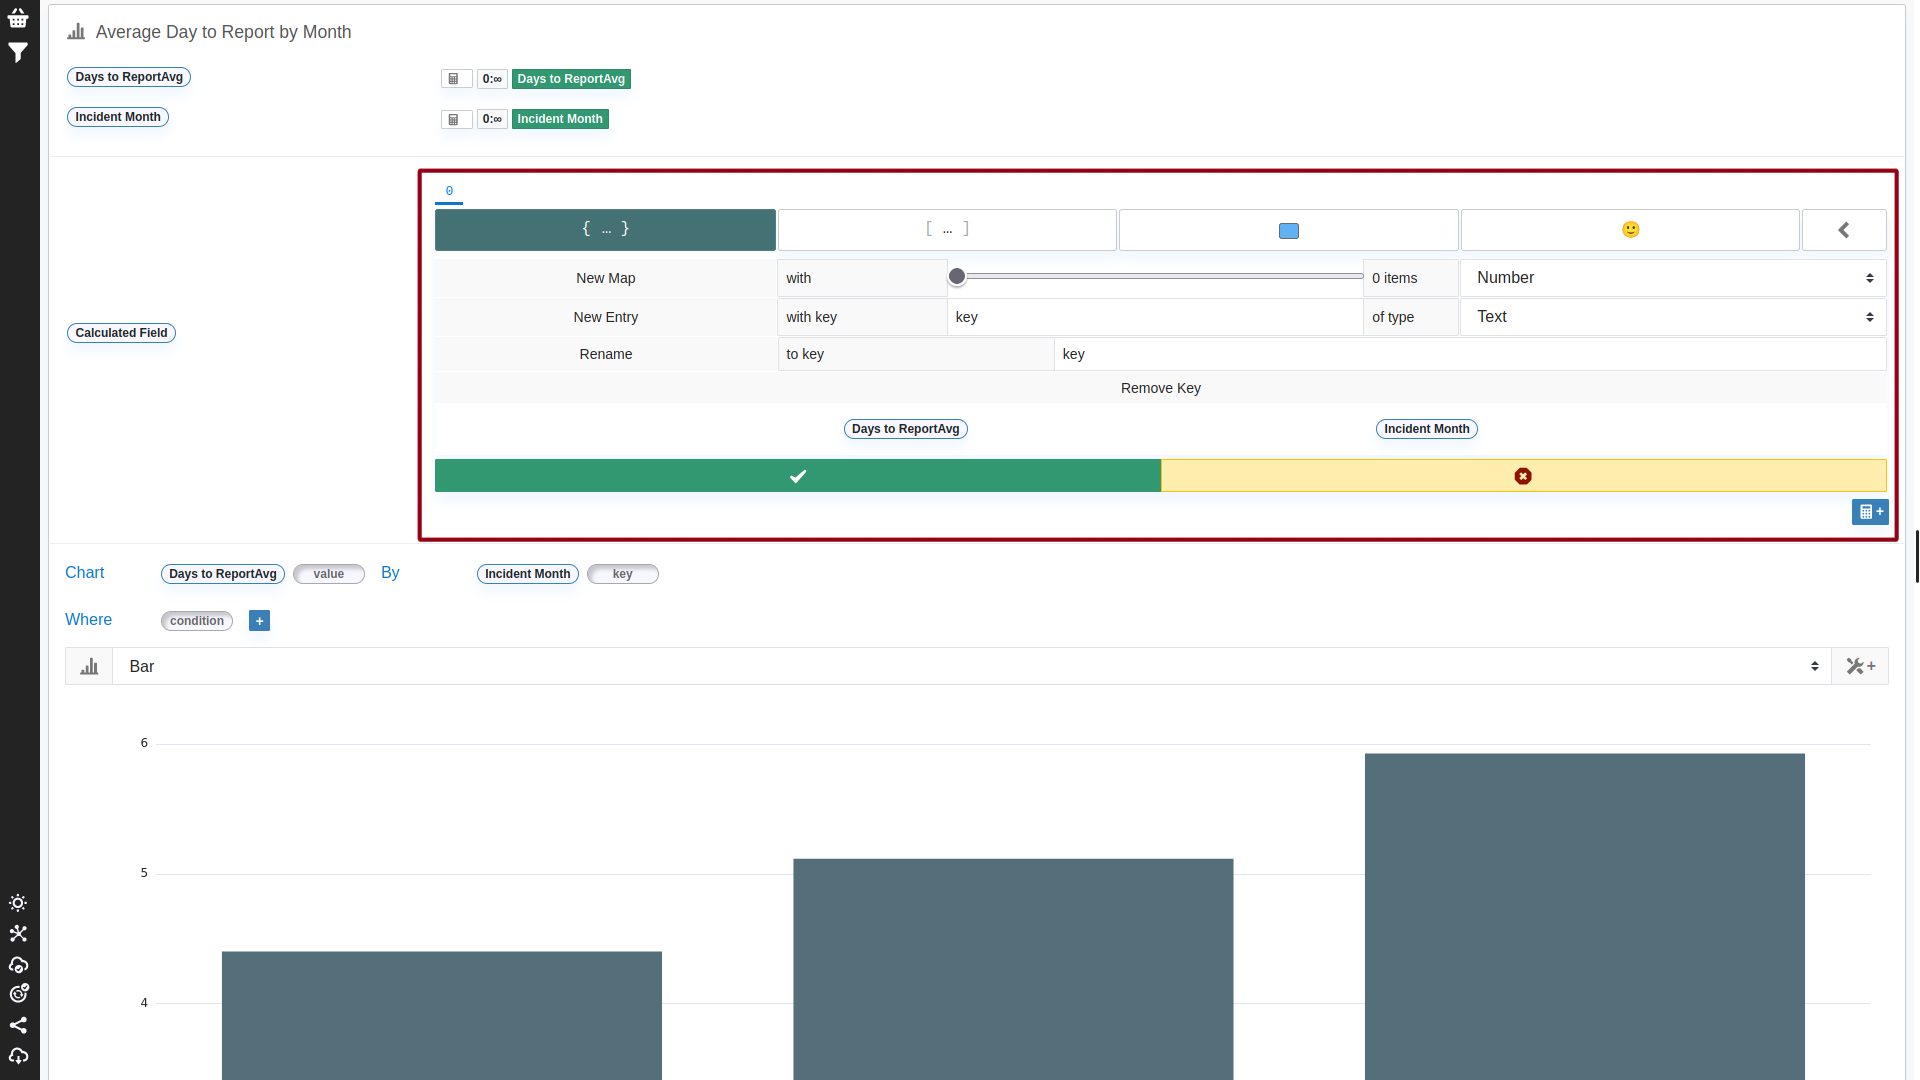 Average Day to Report by Month
Days to ReportAvg 0:∞ Days to ReportAvg
Incident Month 0:∞ Incident Month
0
{ … } [ … ]
New Map with 0 items Number
New Entry with key key of type Text
Calculated Field
Rename to key key
Remove Key
Days to ReportAvg Incident Month
+
Chart Days to ReportAvg value By Incident Month key
Where condition +
Bar +
6
5
4